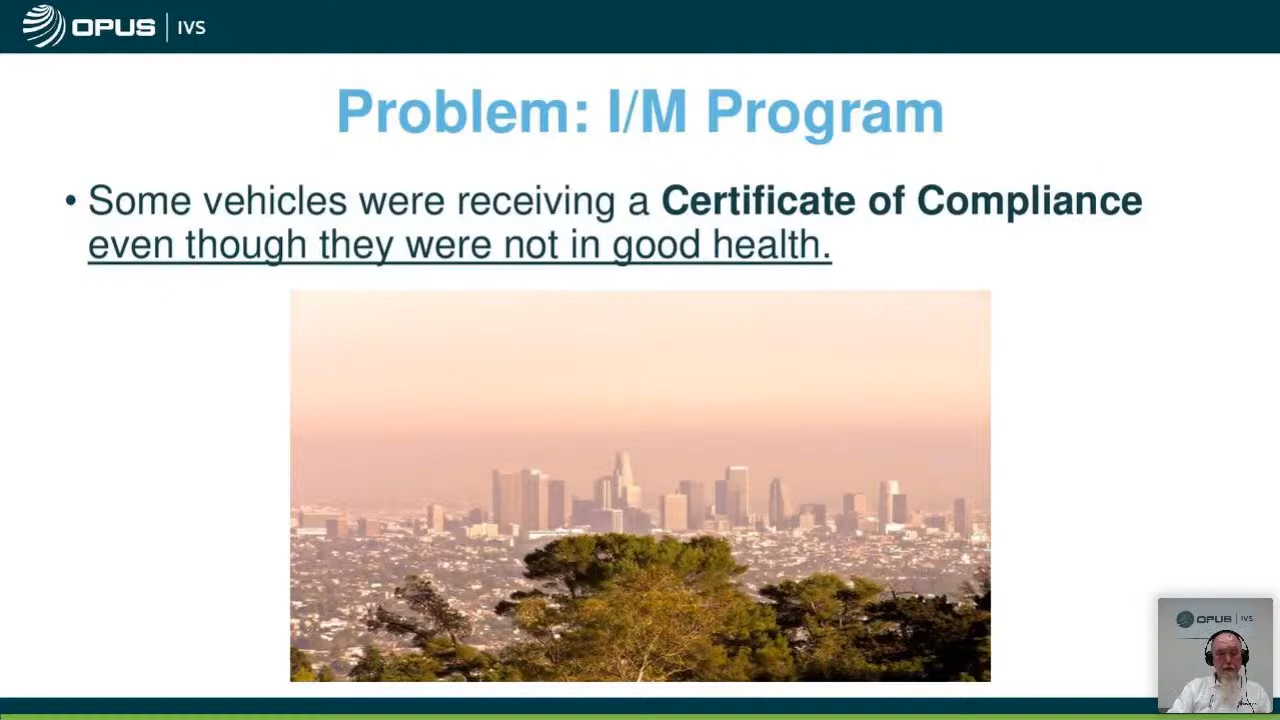 OPUS | IVS
Problem: I/M Program
• Some vehicles were receiving a Certificate of Compliance
even though they were not in good health.
OPUS | IVS